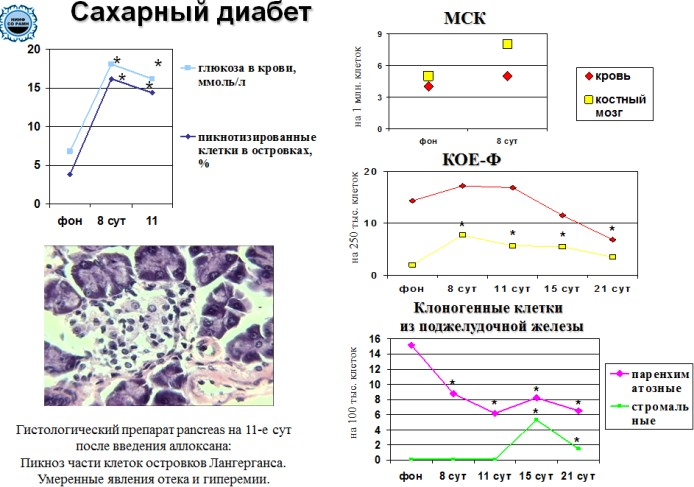 НИИФ
СО РАМН
Сахарный диабет
20
15
10
5
0
* *
* *
фон 8 сут 11
глюкоза в крови,
ммоль/л
пикнотизированные
клетки в островках,
%
Гистологический препарат pancreas на 11-е сут
после введения аллоксана:
Пикноз части клеток островков Лангерганса.
Умеренные явления отека и гиперемии.
МСК
на 1 млн. клеток
9
6
3
0
фон 8 сут
кровь
костный
мозг
КОЕ-Ф
на 250 тыс. клеток
20
10
0
* * * *
фон 8 сут 11 сут 15 сут 21 сут
Клоногенные клетки
из поджелудочной железы
на 100 тыс. клеток
16
14
12
10
8
6
4
2
0
* * * *
* *
фон 8 сут 11 сут 15 сут 21 сут
паренхим
атозные
стромаль
ные